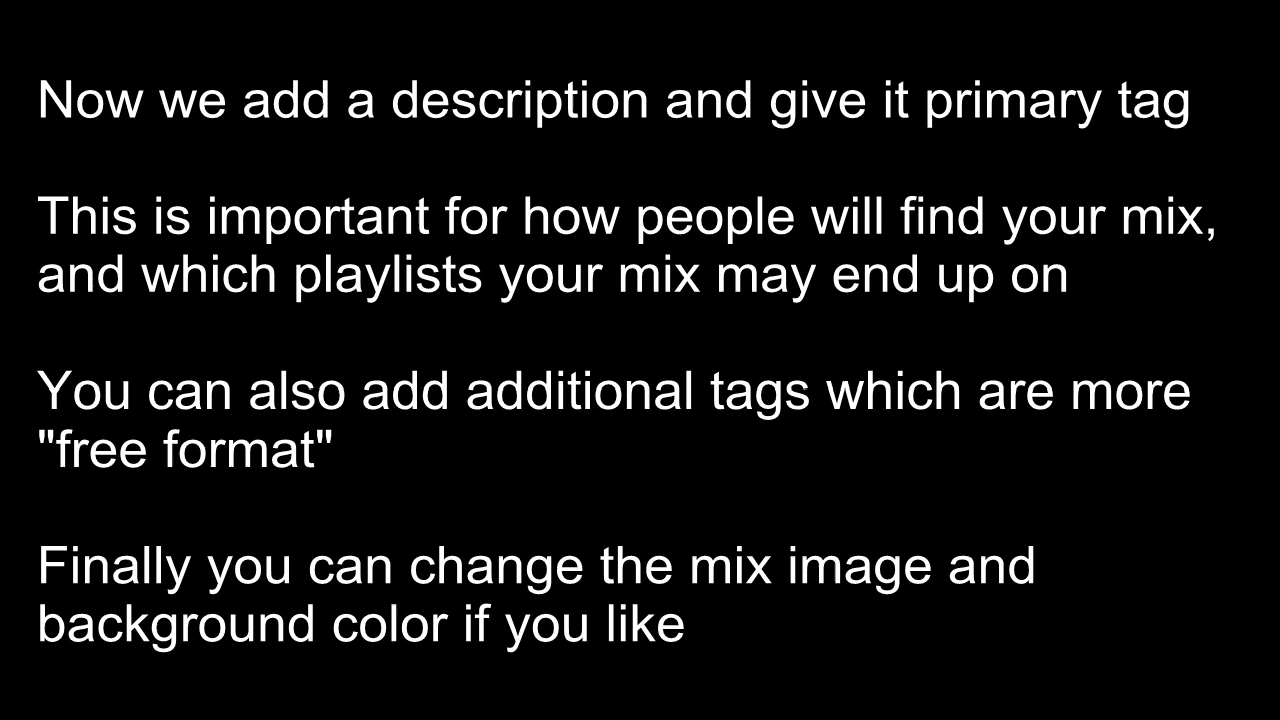 Now we add a description and give it primary tag
This is important for how people will find your mix,
and which playlists your mix may end up on
You can also add additional tags which are more
"free format"
Finally you can change the mix image and
background color if you like